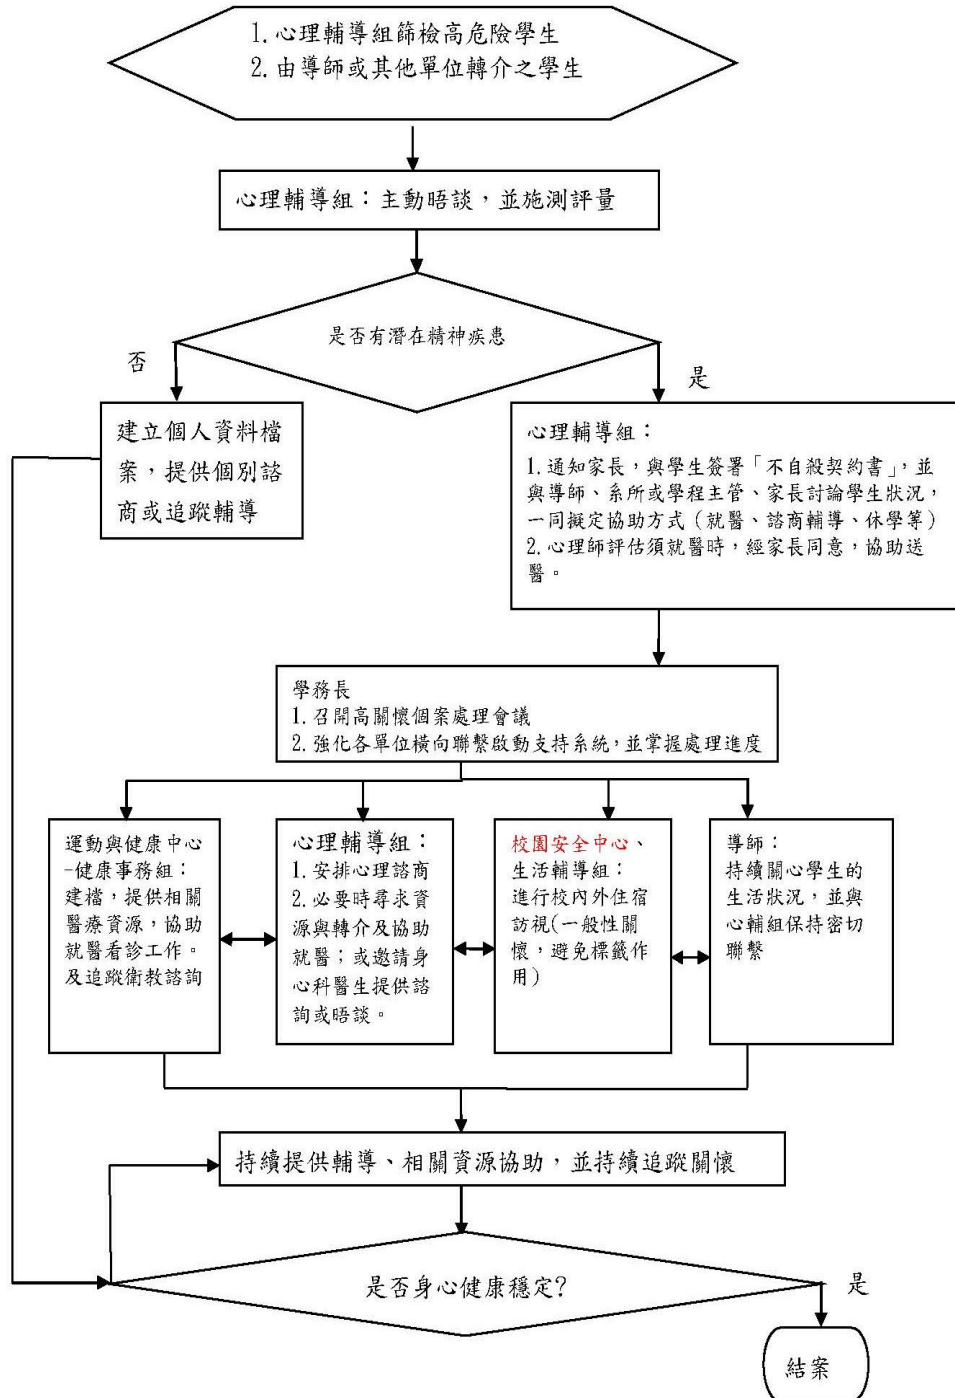 1. 心理輔導組篩檢高危險學生
2. 由導師或其他單位轉介之學生
心理輔導組：主動晤談，並施測評量
是否有潛在精神疾患
否
是
建立個人資料檔
案，提供個別諮
商或追蹤輔導
心理輔導組：
1. 通知家長，與學生簽署「不自殺契約書」，並
與導師、系所或學程主管、家長討論學生狀況，
一同擬定協助方式（就醫、諮商輔導、休學等）
2. 心理師評估須就醫時，經家長同意，協助送
醫。
學務長
1. 召開高關懷個案處理會議
2. 強化各單位橫向聯繫啟動支持系統，並掌握處理進度
運動與健康中心
-健康事務組：
建檔，提供相關
醫療資源，協助
就醫看診工作。
及追蹤衛教諮詢
心理輔導組：
1. 安排心理諮商
2. 必要時尋求資
源與轉介及協助
就醫；或邀請身
心科醫生提供諮
詢或晤談。
校園安全中心、
生活輔導組：
進行校內外住宿
訪視(一般性關
懷，避免標籤作
用)
導師：
持續關心學生的
生活狀況，並與
心輔組保持密切
聯繫
持續提供輔導、相關資源協助，並持續追蹤關懷
是否身心健康穩定?
是
結案